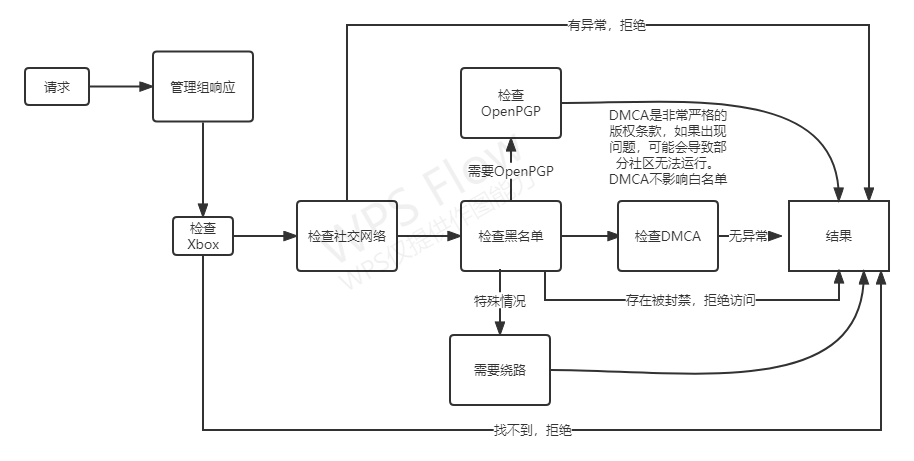 有异常，拒绝
请求
管理组响应
检查
OpenPGP
DMCA是非常严格的
版权条款，如果出现
问题，可能会导致部
分社区无法运行。
DMCA不影响白名单
需要OpenPGP
检查
Xbox
检查社交网络
检查黑名单
检查DMCA
无异常
结果
WPS Flow
WPS仅提供作图能力
特殊情况
存在被封禁，拒绝访问
需要绕路
找不到，拒绝